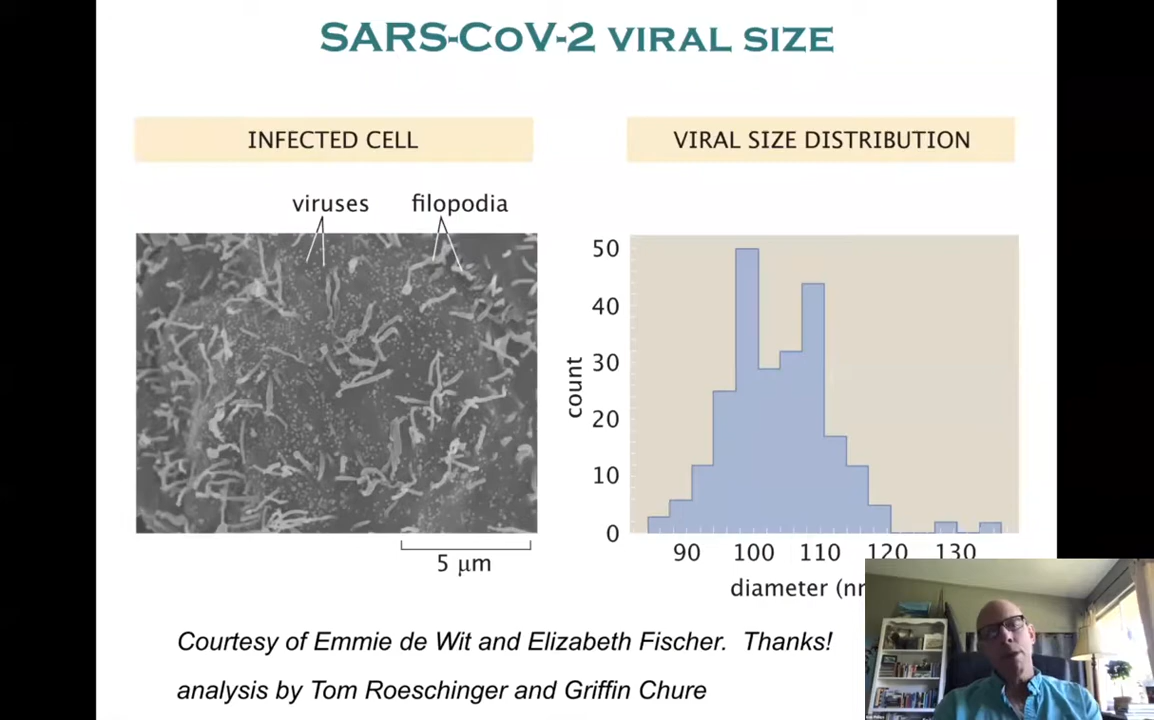 SARS-CoV-2 VIRAL SIZE
INFECTED CELL
viruses filopodia
5 µm
VIRAL SIZE DISTRIBUTION
50
40
30
20
10
0
count
90 100 110 120 130
diameter
Courtesy of Emmie de Wit and Elizabeth Fischer. Thanks!
analysis by Tom Roeschinger and Griffin Chure